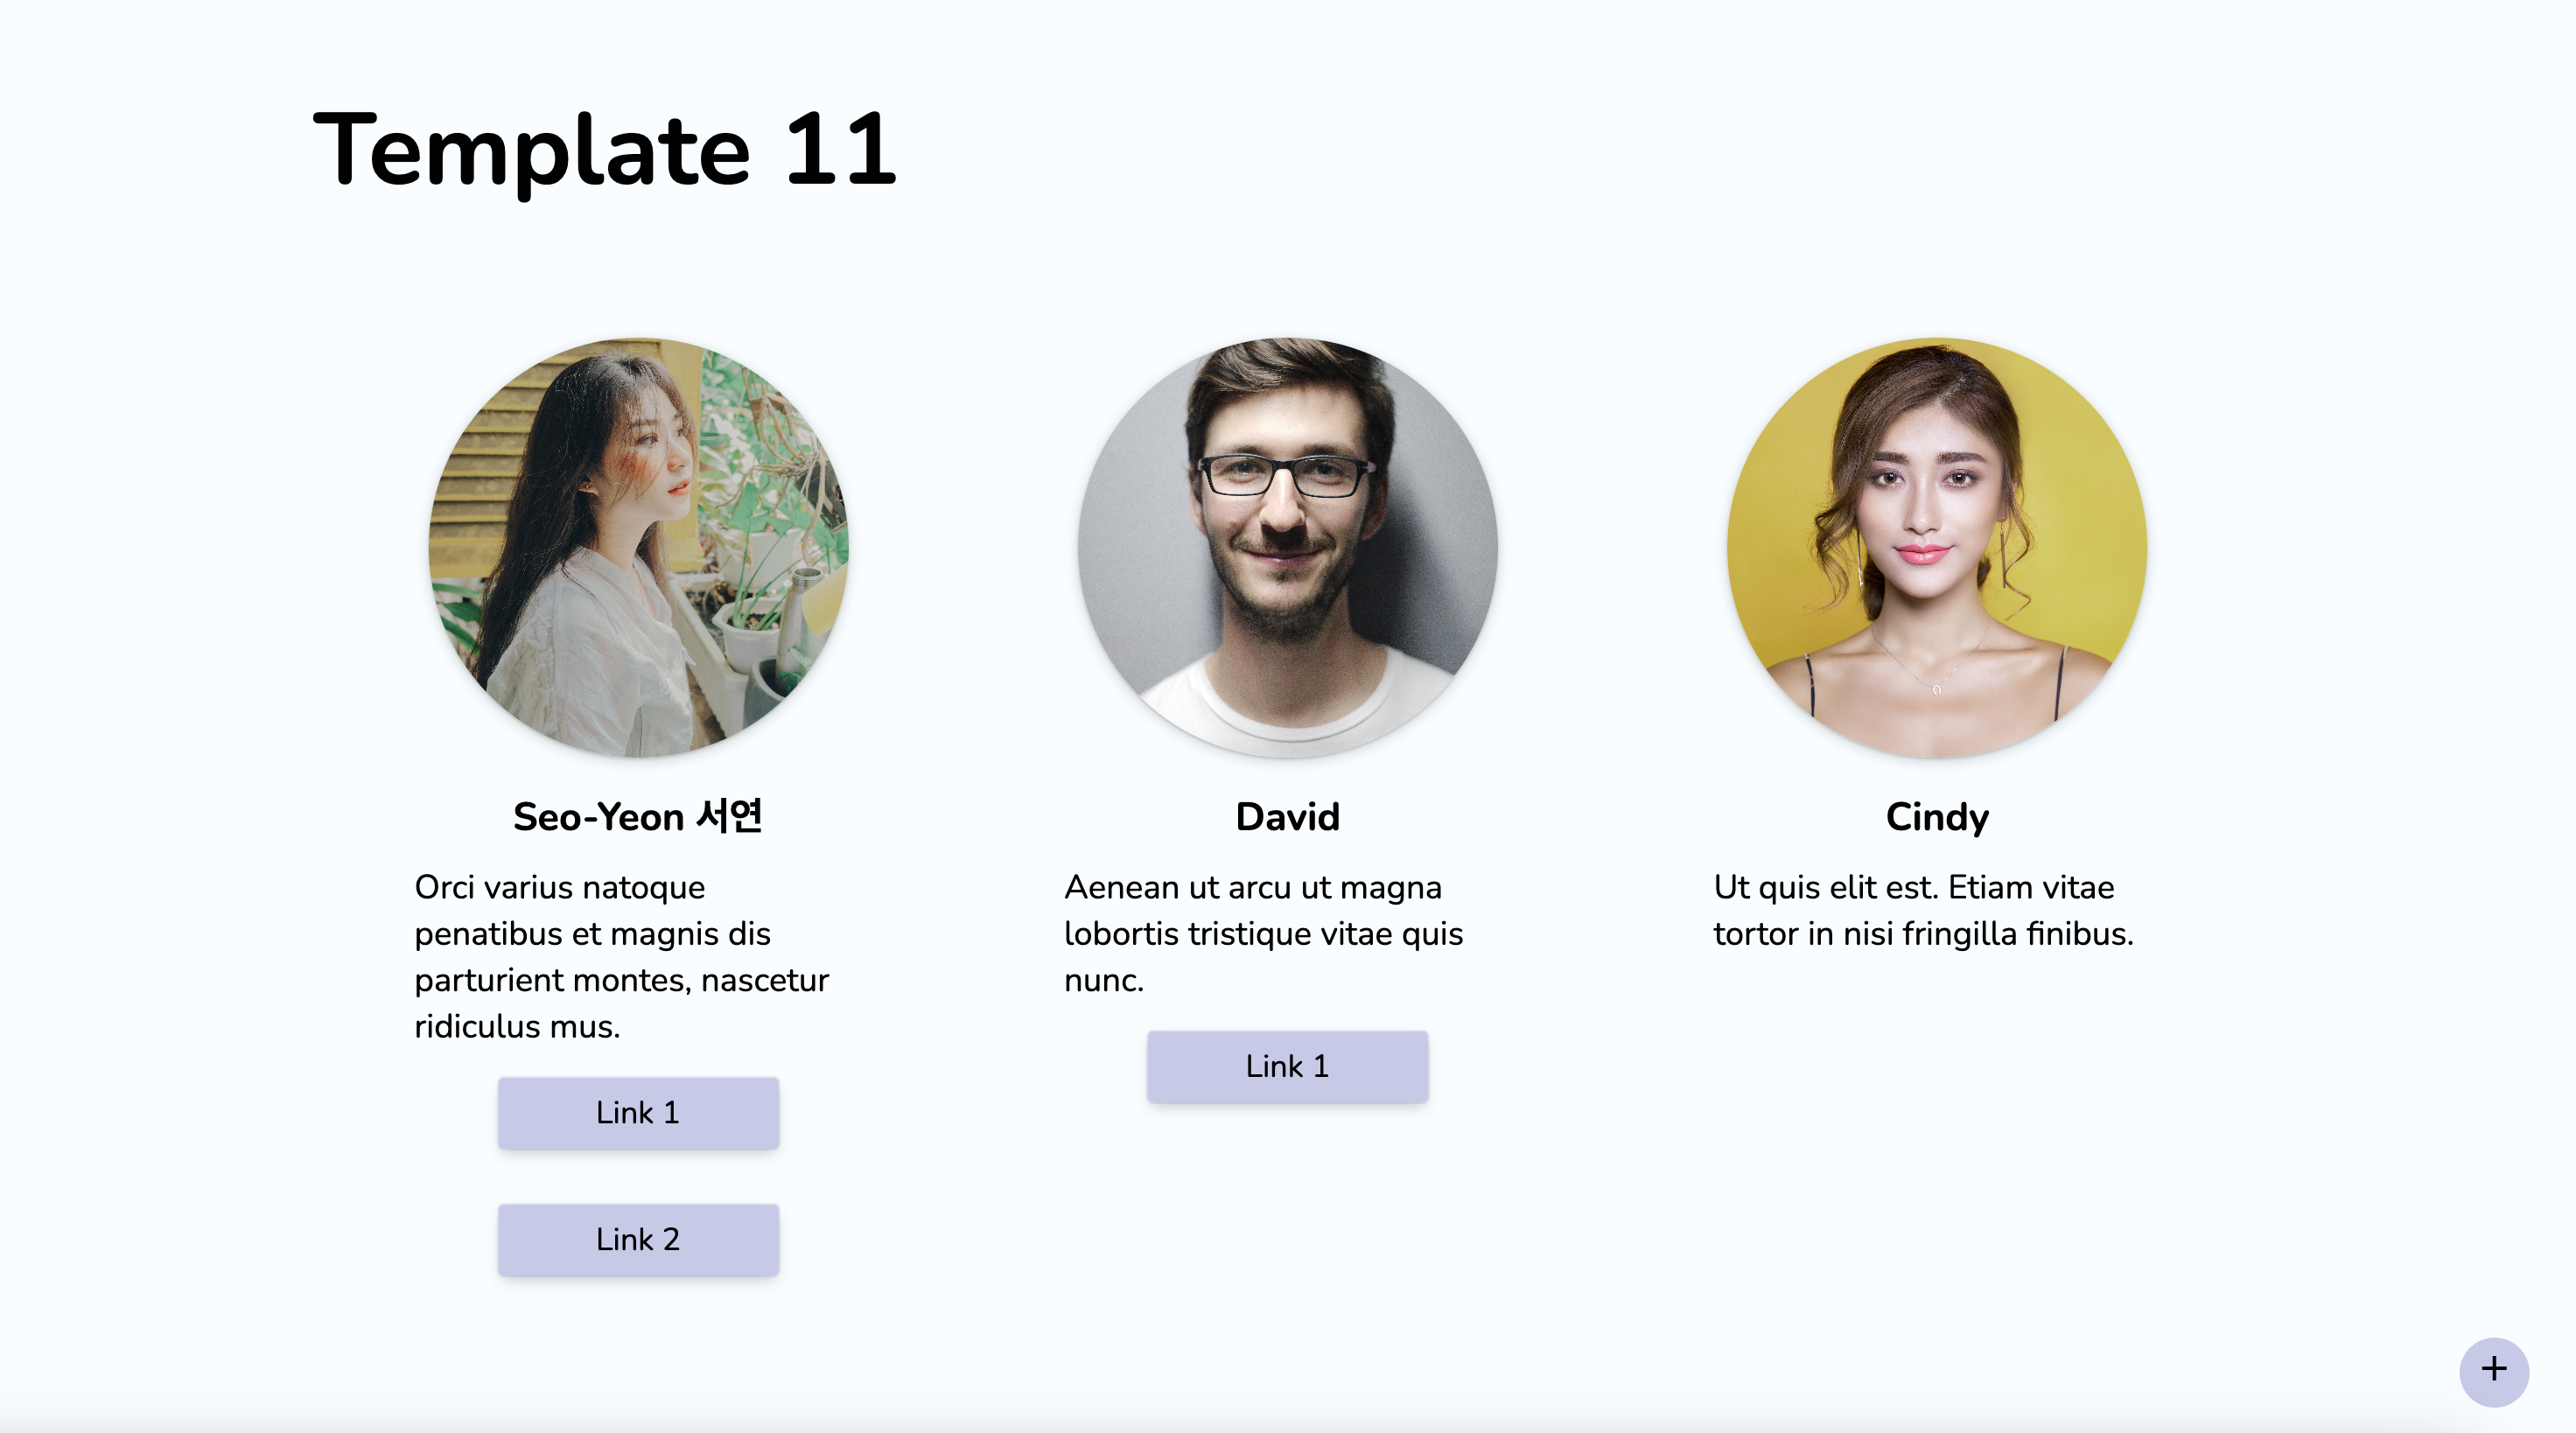 Template 11
Seo-Yeon 서연
Orci varius natoque
penatibus et magnis dis
parturient montes, nascetur
ridiculus mus.
Link 1
Link 2
David
Aenean ut arcu ut magna
lobortis tristique vitae quis
nunc.
Link 1
Cindy
Ut quis elit est. Etiam vitae
tortor in nisi fringilla finibus.
+